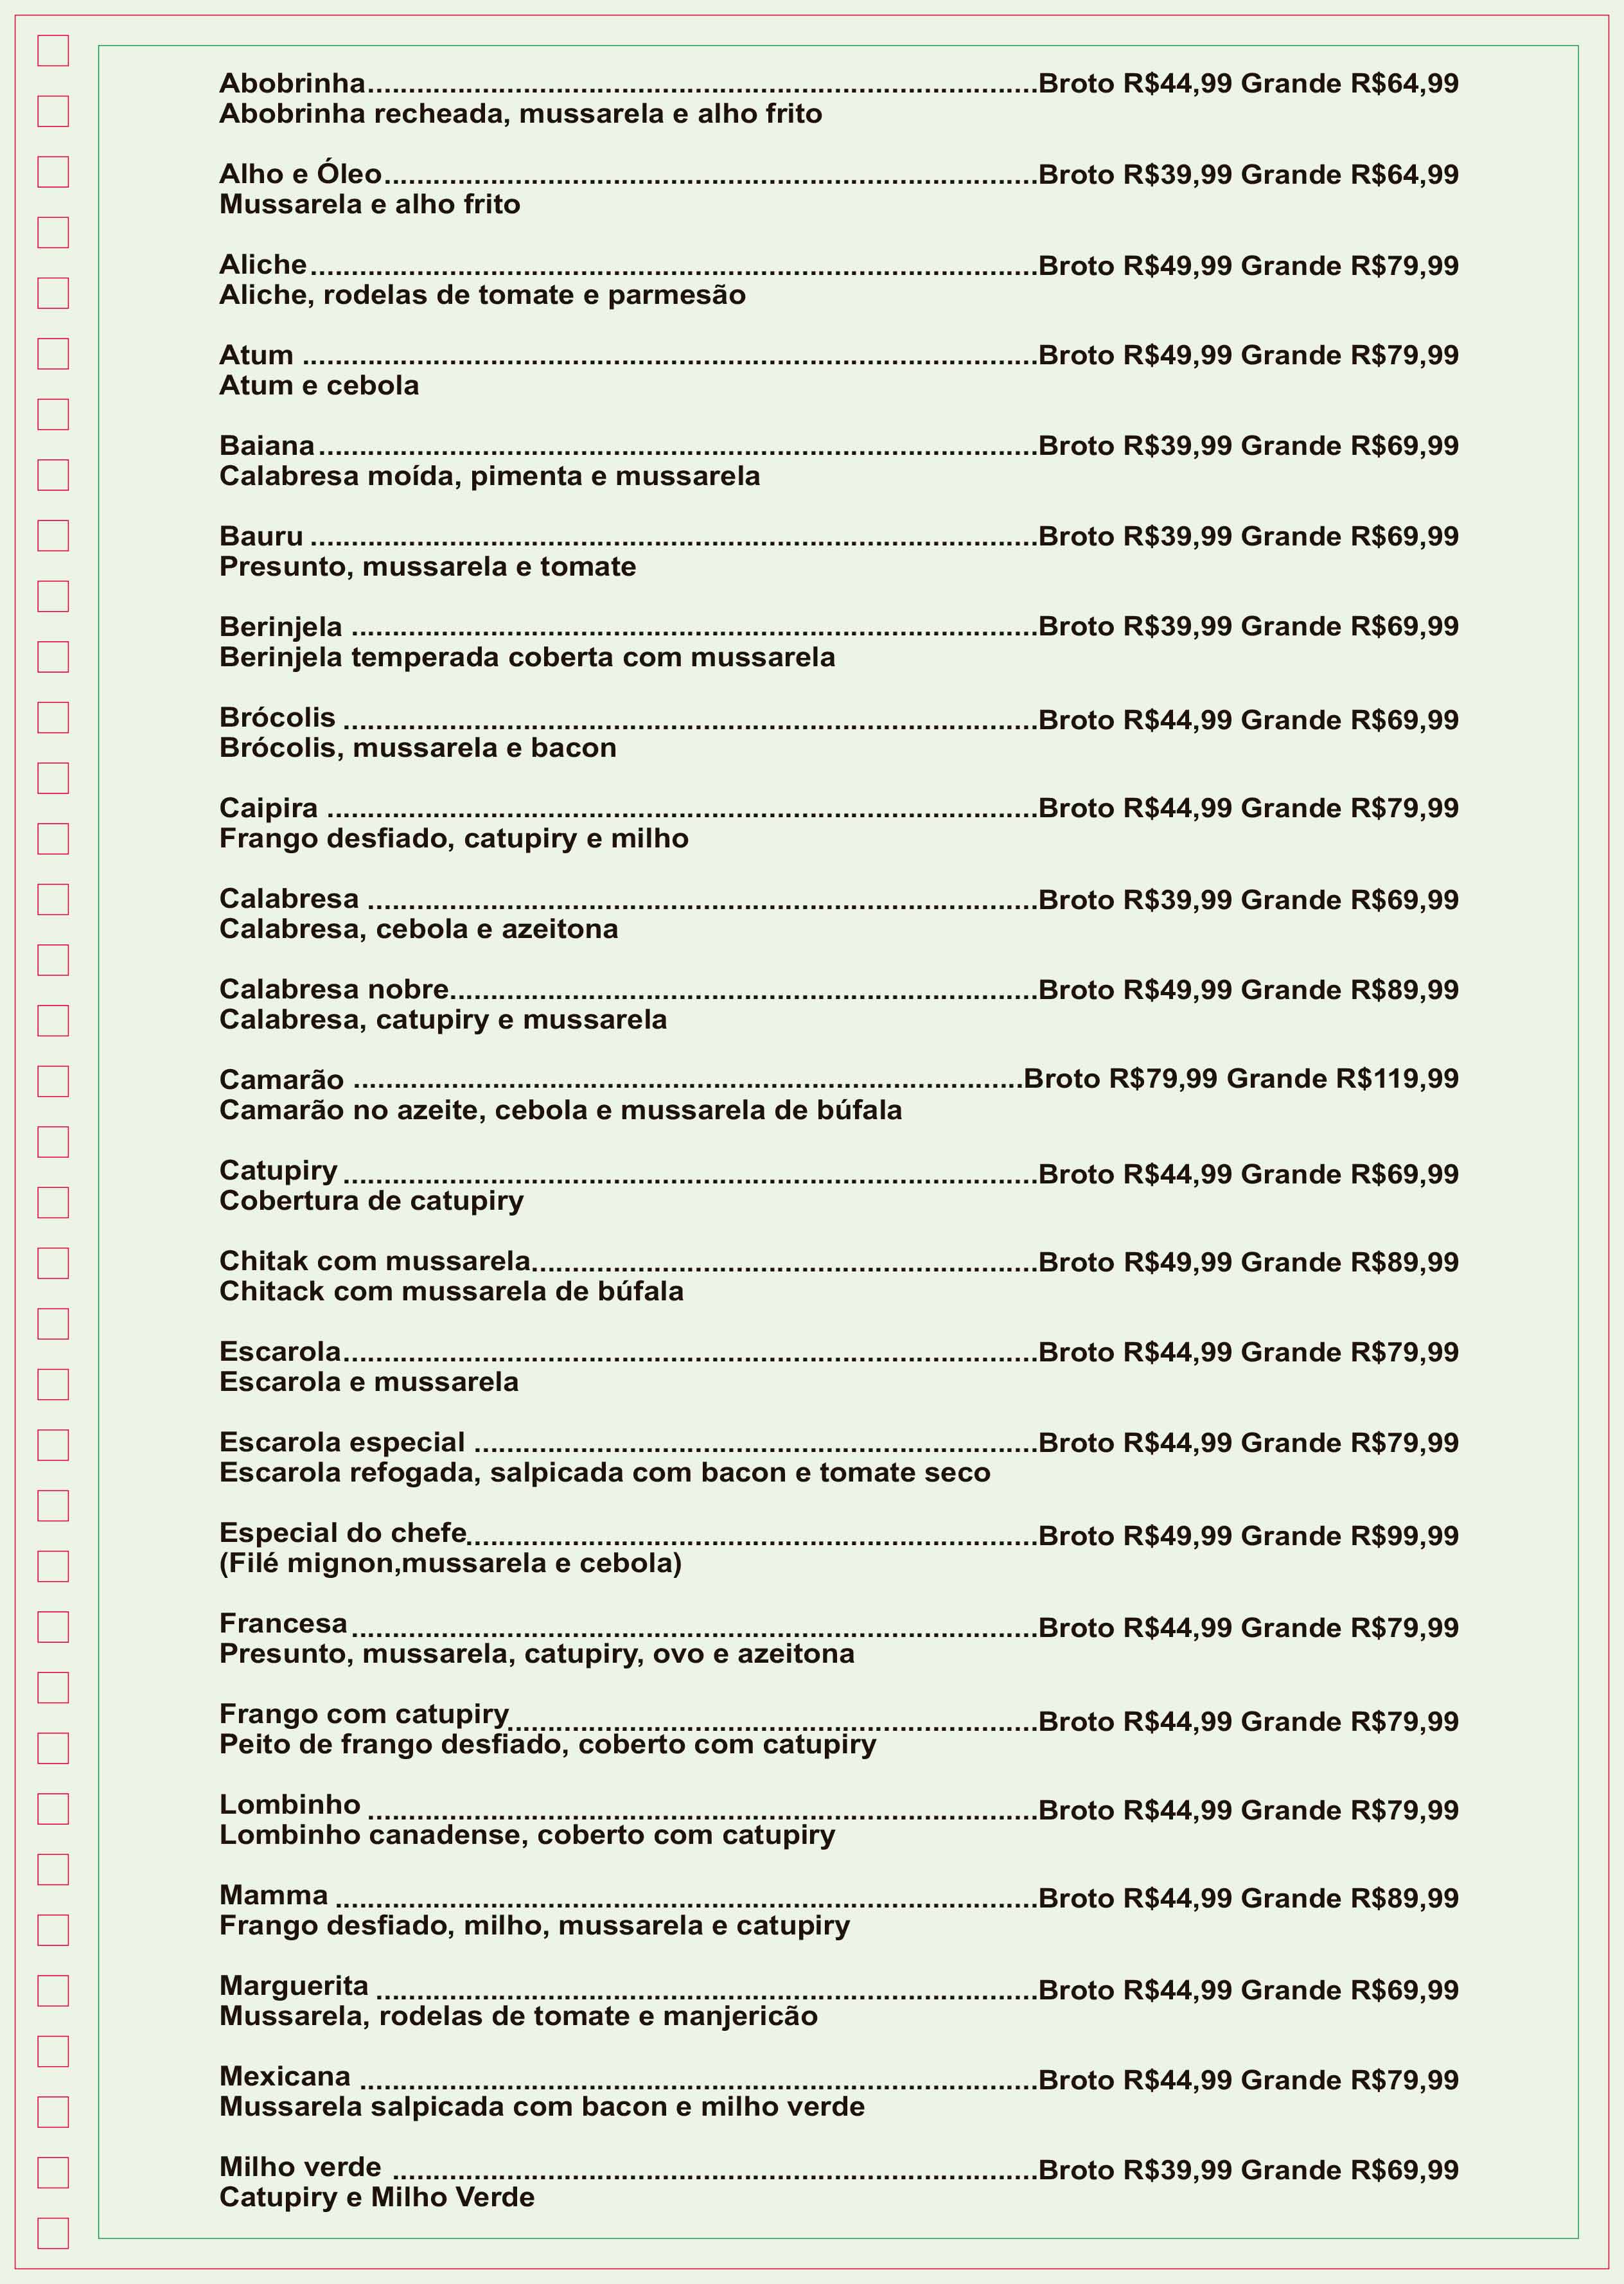 Abobrinha..........Broto R$44,99 Grande R$64,99
Abobrinha recheada, mussarela e alho frito
Alho e Óleo..........Broto R$39,99 Grande R$64,99
Mussarela e alho frito
Aliche..........Broto R$49,99 Grande R$79,99
Aliche, rodelas de tomate e parmesão
Atum ..........Broto R$49,99 Grande R$79,99
Atum e cebola
Baiana..........Broto R$39,99 Grande R$69,99
Calabresa moída, pimenta e mussarela
Bauru ..........Broto R$39,99 Grande R$69,99
Presunto, mussarela e tomate
Berinjela ..........Broto R$39,99 Grande R$69,99
Berinjela temperada coberta com mussarela
Brócolis ..........Broto R$44,99 Grande R$69,99
Brócolis, mussarela e bacon
Caipira ..........Broto R$44,99 Grande R$79,99
Frango desfiado, catupiry e milho
Calabresa ..........Broto R$39,99 Grande R$69,99
Calabresa, cebola e azeitona
Calabresa nobre..........Broto R$49,99 Grande R$89,99
Calabresa, catupiry e mussarela
Camarão ..........Broto R$79,99 Grande R$119,99
Camarão no azeite, cebola e mussarela de búfala
Catupiry ..........Broto R$44,99 Grande R$69,99
Cobertura de catupiry
Chitak com mussarela..........Broto R$49,99 Grande R$89,99
Chitack com mussarela de búfala
Escarola..........Broto R$44,99 Grande R$79,99
Escarola e mussarela
Escarola especial ..........Broto R$44,99 Grande R$79,99
Escarola refogada, salpicada com bacon e tomate seco
Especial do chefe..........Broto R$49,99 Grande R$99,99
(Filé mignon,mussarela e cebola)
Francesa..........Broto R$44,99 Grande R$79,99
Presunto, mussarela, catupiry, ovo e azeitona
Frango com catupiry..........Broto R$44,99 Grande R$79,99
Peito de frango desfiado, coberto com catupiry
Lombinho ..........Broto R$44,99 Grande R$79,99
Lombinho canadense, coberto com catupiry
Mamma ..........Broto R$44,99 Grande R$89,99
Frango desfiado, milho, mussarela e catupiry
Marguerita ..........Broto R$44,99 Grande R$69,99
Mussarela, rodelas de tomate e manjericão
Mexicana ..........Broto R$44,99 Grande R$79,99
Mussarela salpicada com bacon e milho verde
Milho verde ..........Broto R$39,99 Grande R$69,99
Catupiry e Milho Verde